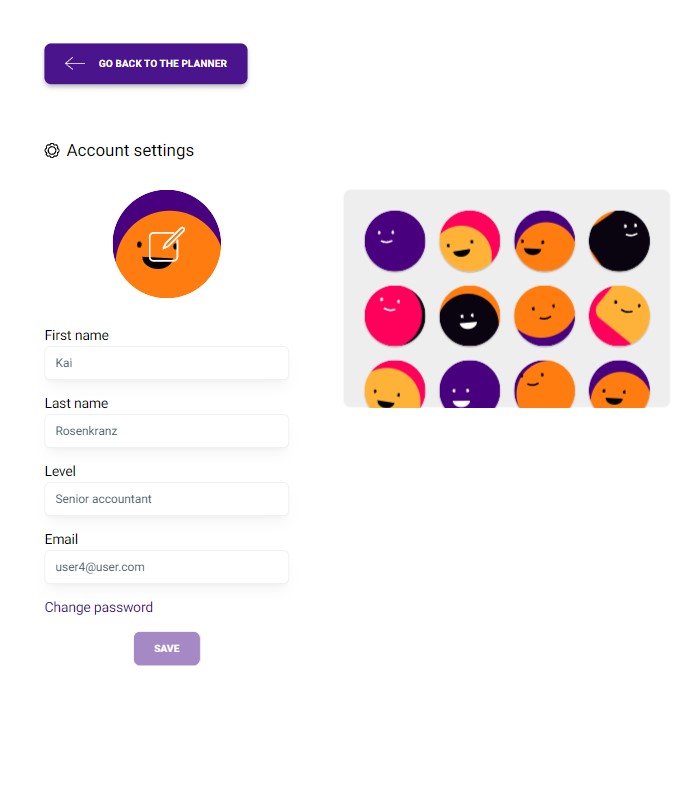 GO BACK TO THE PLANNER
Account settings
First name
Kai
Last name
Rosenkranz
Level
Senior accountant
Email
user4@user.com
Change password
SAVE